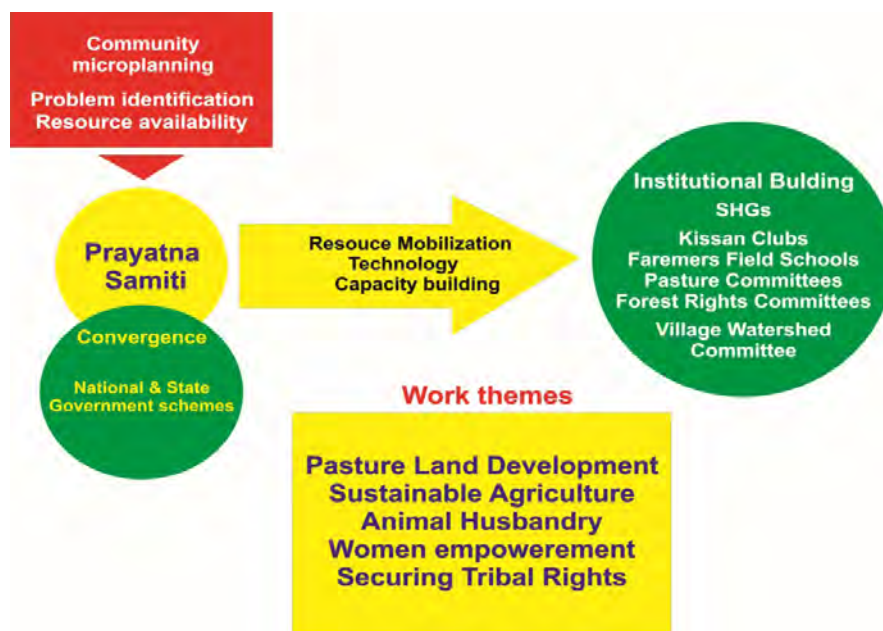 Community
microplanning
Problem identification
Resource availability
Prayatna
Samiti
Convergence
National & State
Government schemes
Resouce Mobilization
Technology
Capacity building
Institutional Bulding
SHGs
Kissan Clubs
Faremers Field Schools
Pasture Committees
Forest Rights Committees
Village Watershed
Committee
Work themes
Pasture Land Development
Sustainable Agriculture
Animal Husbandry
Women empowerement
Securing Tribal Rights